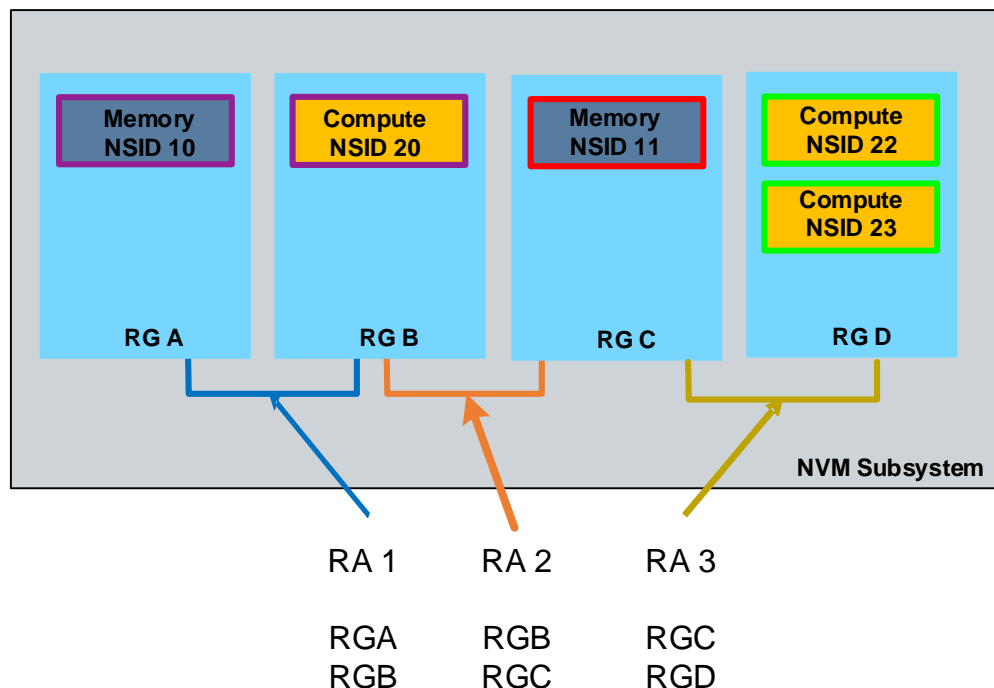 Memory
NSID 10
Compute
NSID 20
Memory
NSID 11
Compute
NSID 22
Compute
NSID 23
RG A
RG B
RG C
RG D
NVM Subsystem
RA 1
RA 2
RA 3
RGA
RGB
RGB
RGC
RGC
RGD